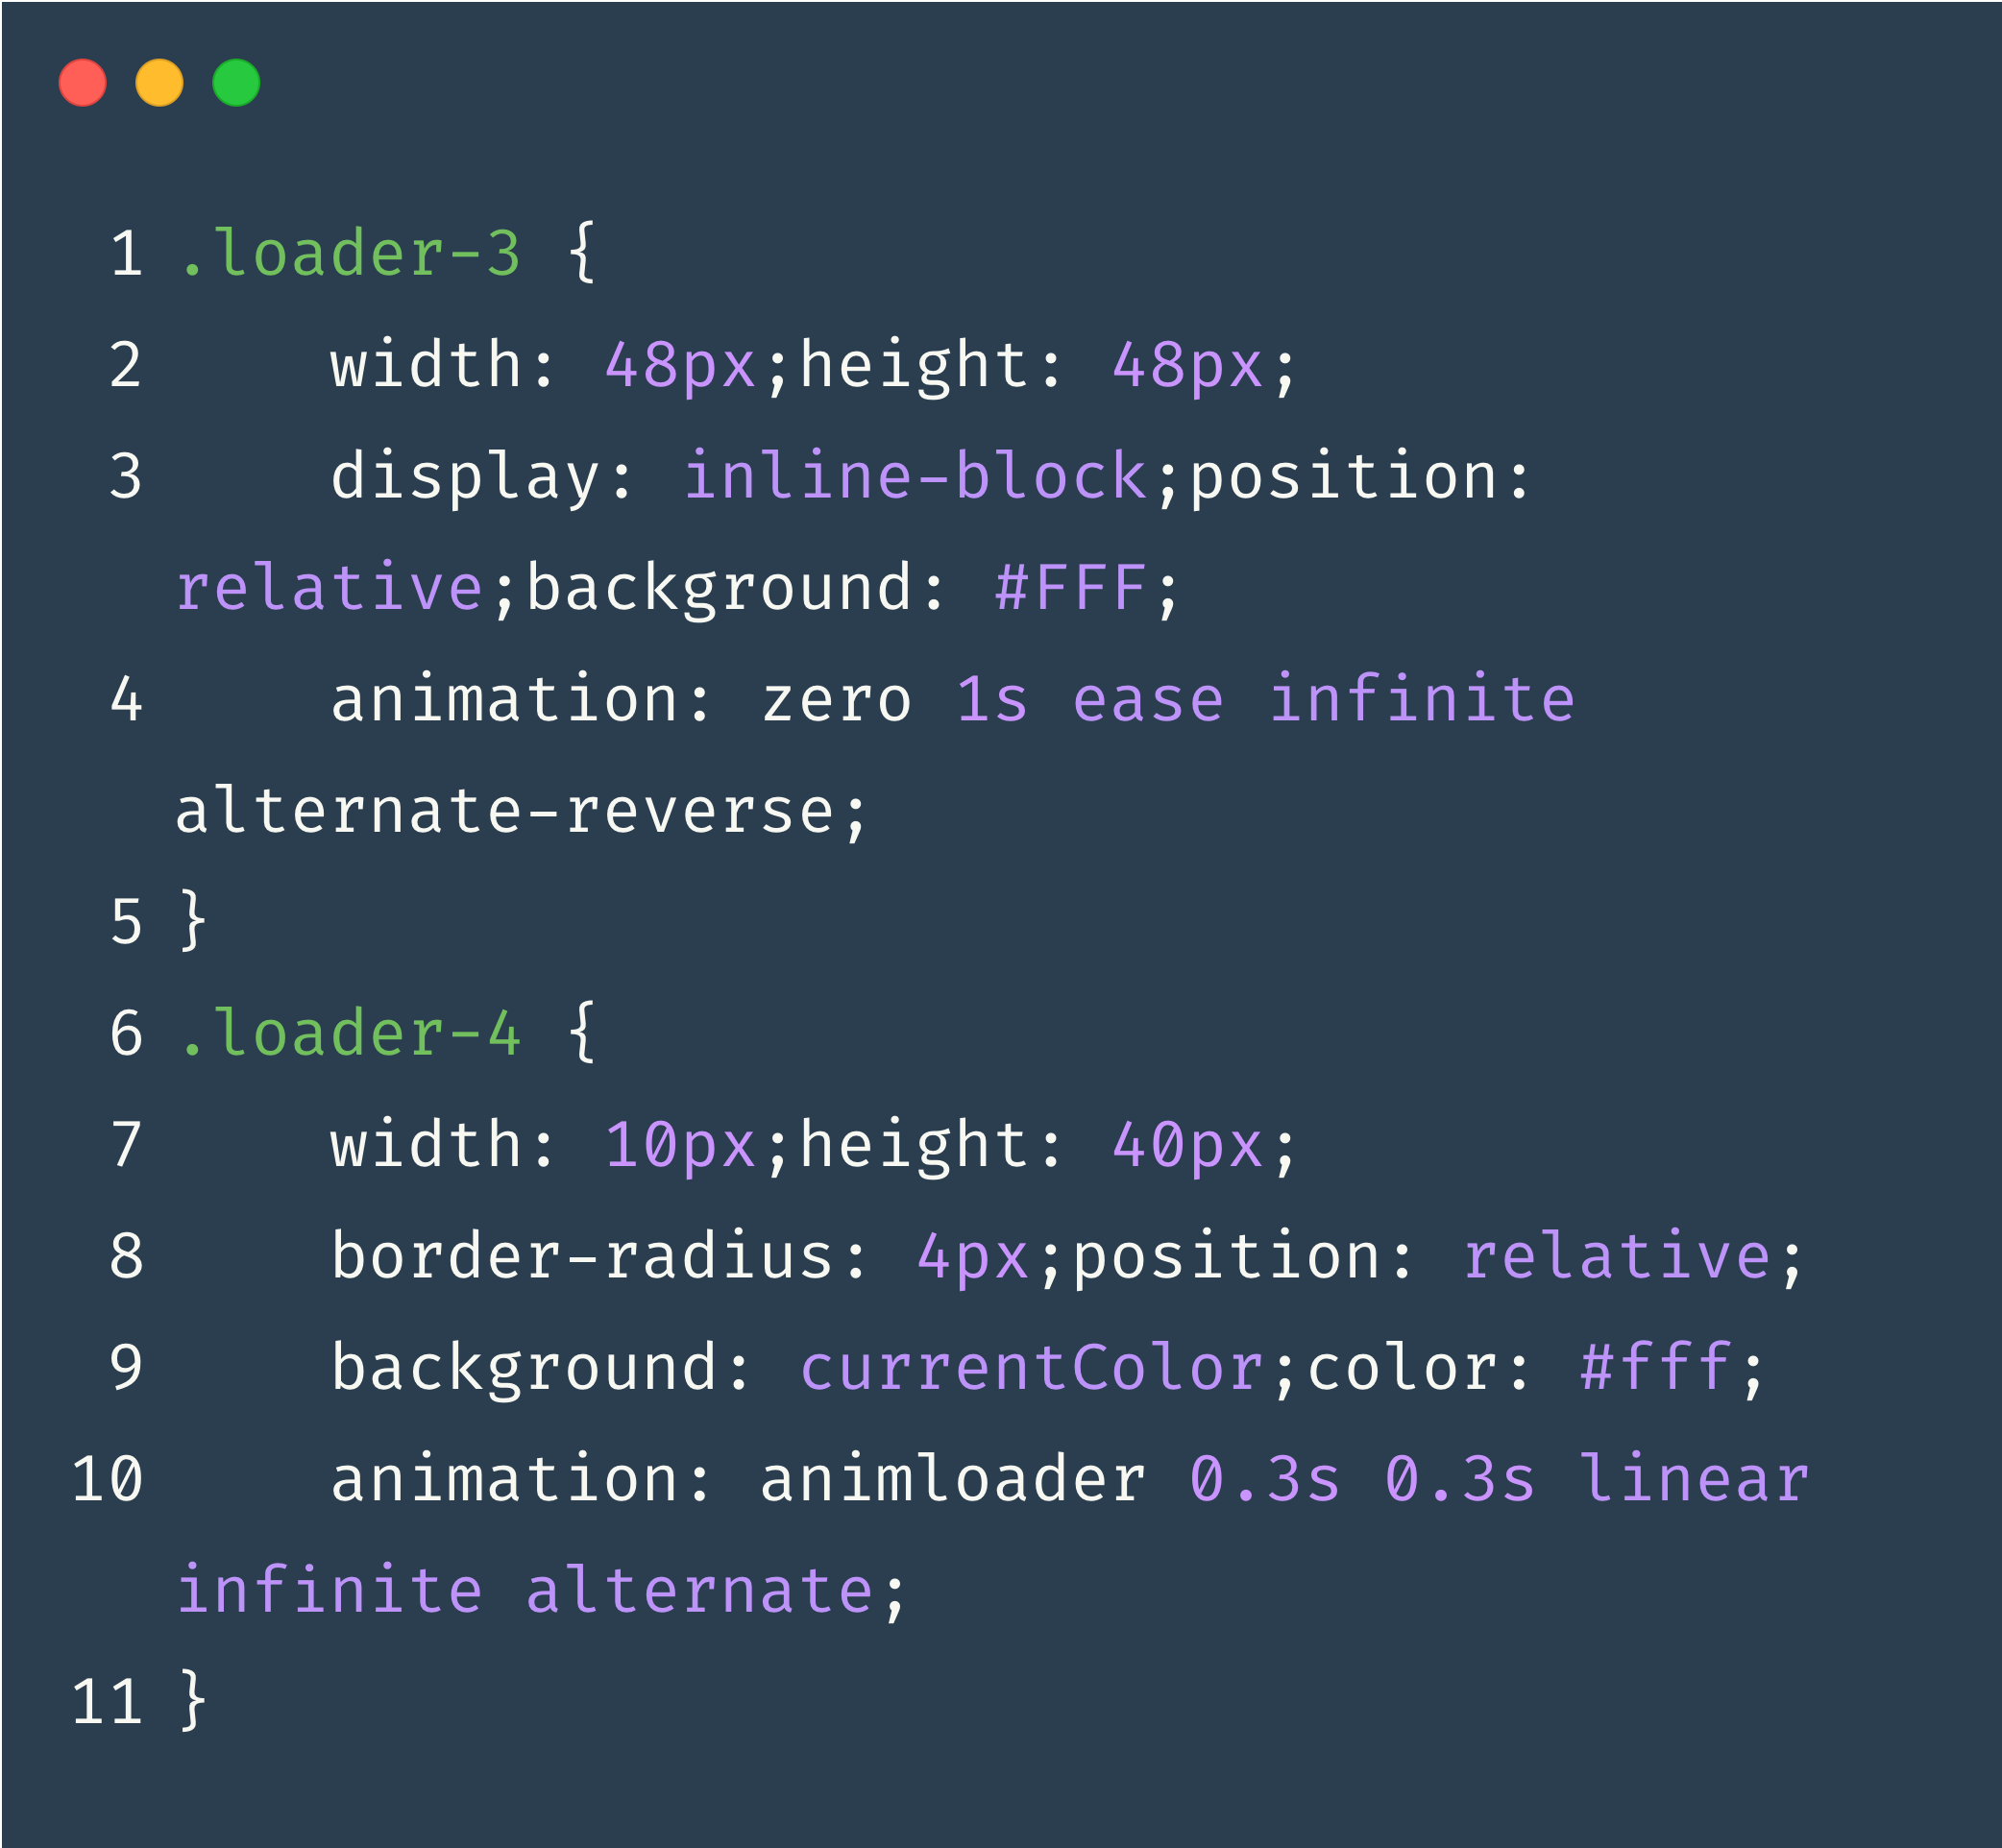 1 .loader-3 {
2     width: 48px;height: 48px;
3     display: inline-block;position:
relative;background: #FFF;
4     animation: zero 1s ease infinite
alternate-reverse;
5 }
6 .loader-4 {
7     width: 10px;height: 40px;
8     border-radius: 4px;position: relative;
9     background: currentColor;color: #fff;
10     animation: animloader 0.3s 0.3s linear
infinite alternate;
11 }